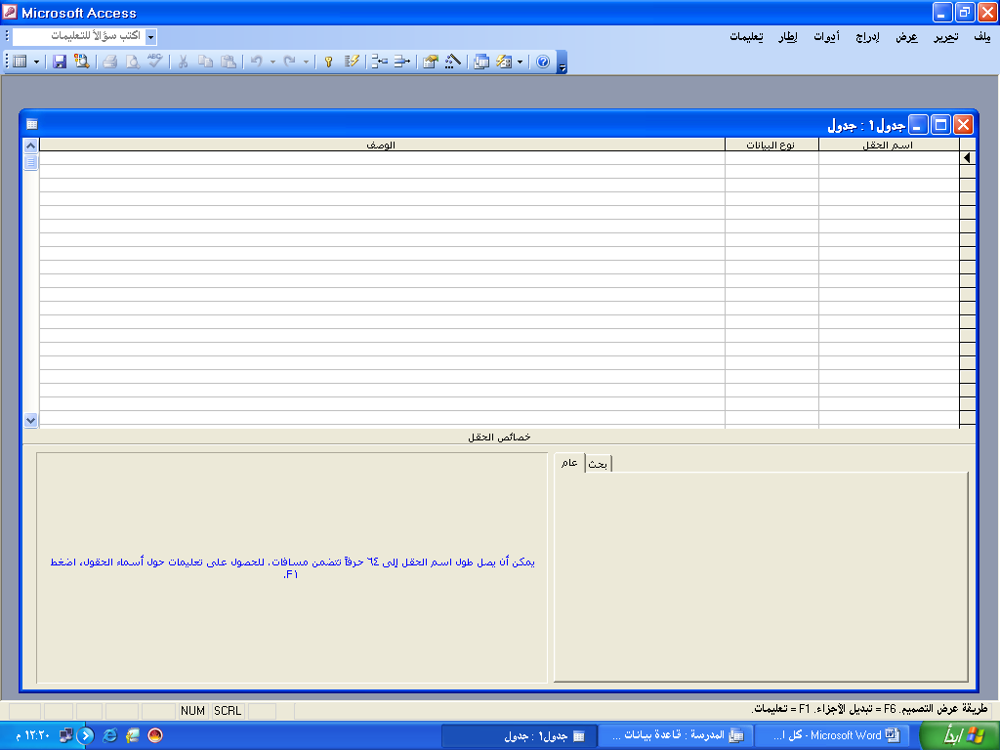 Microsoft Access
ملف تحرير عرض إدراج أدوات إطار تعليمات
اكتب سؤالاً للتعليمات
جدول١ : جدول
اسم الحقل نوع البيانات الوصف
خصائص الحقل
عام بحث
يمكن أن يصل طول اسم الحقل إلى ٦٤ حرفاً تتضمن مسافات. للحصول على تعليمات حول أسماء الحقول، اضغط
F١.
طريقة عرض التصميم. F6 = تبديل الأجزاء. F1 = تعليمات.
NUM SCRL
ابدأ
Microsoft Word - كل ا...
المدرسة : قاعدة بيانات ...
جدول١ : جدول
١٢:٢٠ م